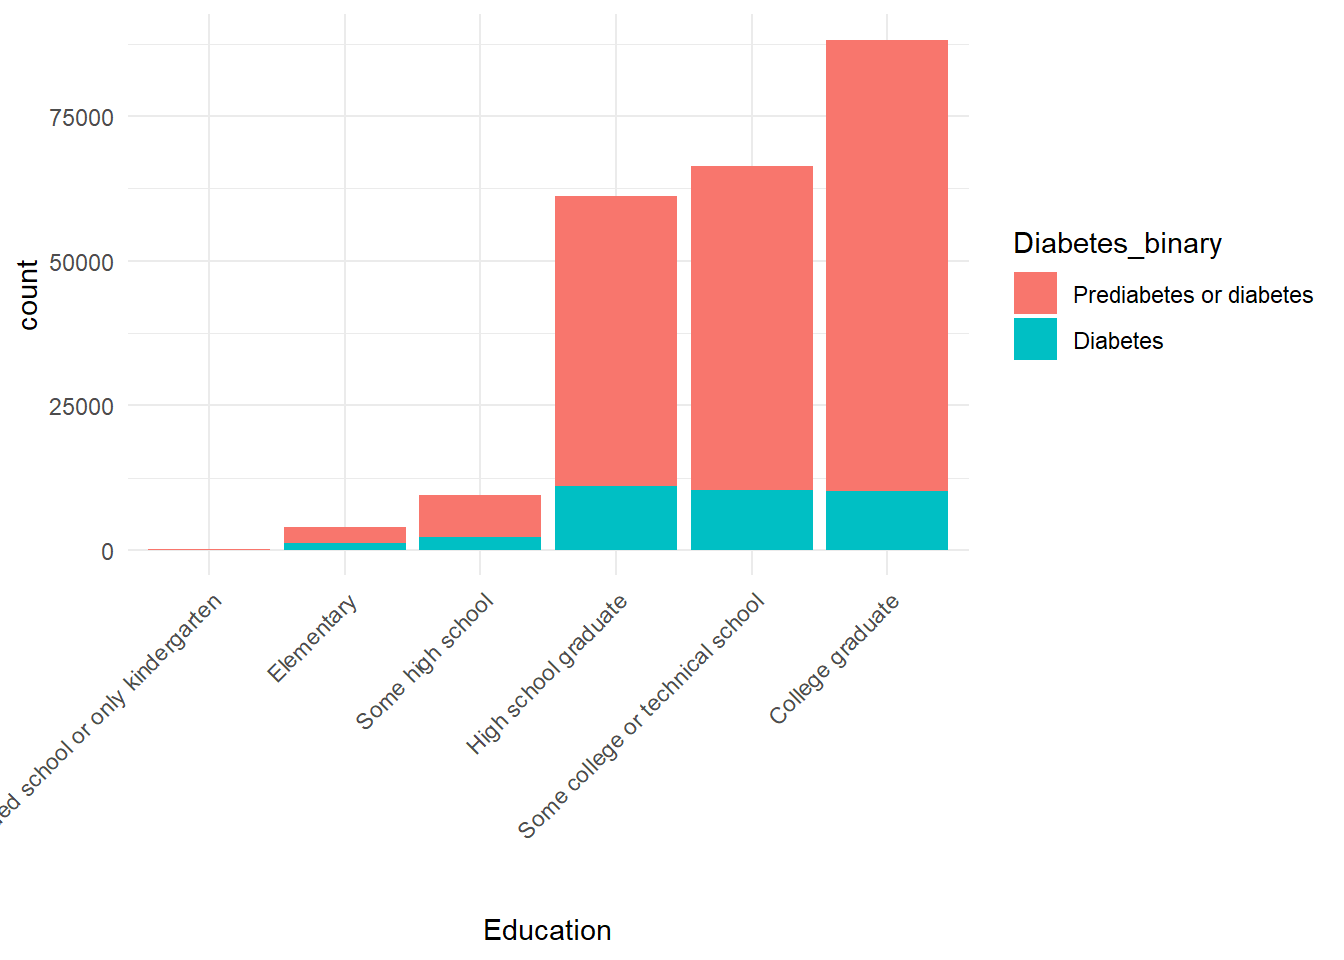 count
75000
50000
25000
0
school or only kindergarten
Elementary
Some high school
High school graduate
Some college or technical school
College graduate
Education
Diabetes_binary
Prediabetes or diabetes
Diabetes